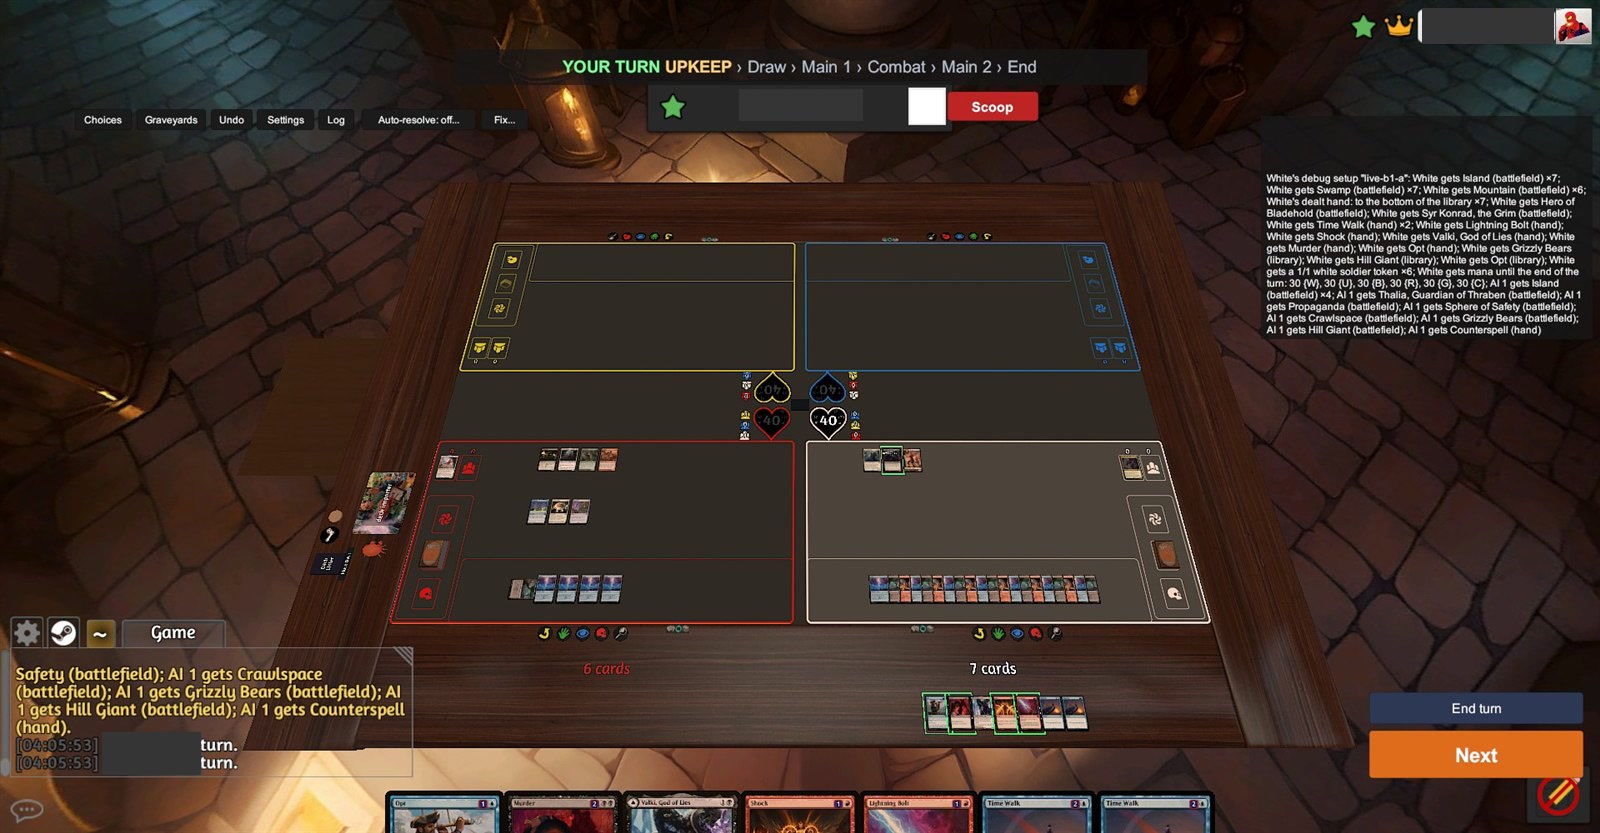 YOUR TURN UPKEEP › Draw › Main 1 › Combat › Main 2 › End
Scoop
Choices
Graveyards
Undo
Settings
Log
Auto-resolve: off...
Fix...
White's debug setup "live-b1-a": White gets Island (battlefield) ×7;
White gets Swamp (battlefield) ×7; White gets Mountain (battlefield) ×6;
White's dealt hand: to the bottom of the library ×7; White gets Hero of
Bladehold (battlefield); White gets Syr Konrad, the Grim (battlefield);
White gets Time Walk (hand) ×2; White gets Lightning Bolt (hand);
White gets Shock (hand); White gets Valki, God of Lies (hand); White
gets Murder (hand); White gets Opt (hand); White gets Grizzly Bears
(library); White gets Hill Giant (library); White gets Opt (library); White
gets a 1/1 white soldier token ×6; White gets mana until the end of the
turn: 30 {W}, 30 {U}, 30 {B}, 30 {R}, 30 {G}, 30 {C}; AI 1 gets Island
(battlefield) ×4; AI 1 gets Thalia, Guardian of Thraben (battlefield); AI 1
gets Propaganda (battlefield); AI 1 gets Sphere of Safety (battlefield);
AI 1 gets Crawlspace (battlefield); AI 1 gets Grizzly Bears (battlefield);
AI 1 gets Hill Giant (battlefield); AI 1 gets Counterspell (hand)
40
40
40
40
~
Game
Safety (battlefield); AI 1 gets Crawlspace
(battlefield); AI 1 gets Grizzly Bears (battlefield); AI
1 gets Hill Giant (battlefield); AI 1 gets Counterspell
(hand).
[04:05:53] turn.
[04:05:53] turn.
6 cards
7 cards
End turn
Next
Opt 1
Murder 2
Valki, God of Lies 1
Shock 1
Lightning Bolt 1
Time Walk 2
Time Walk 2